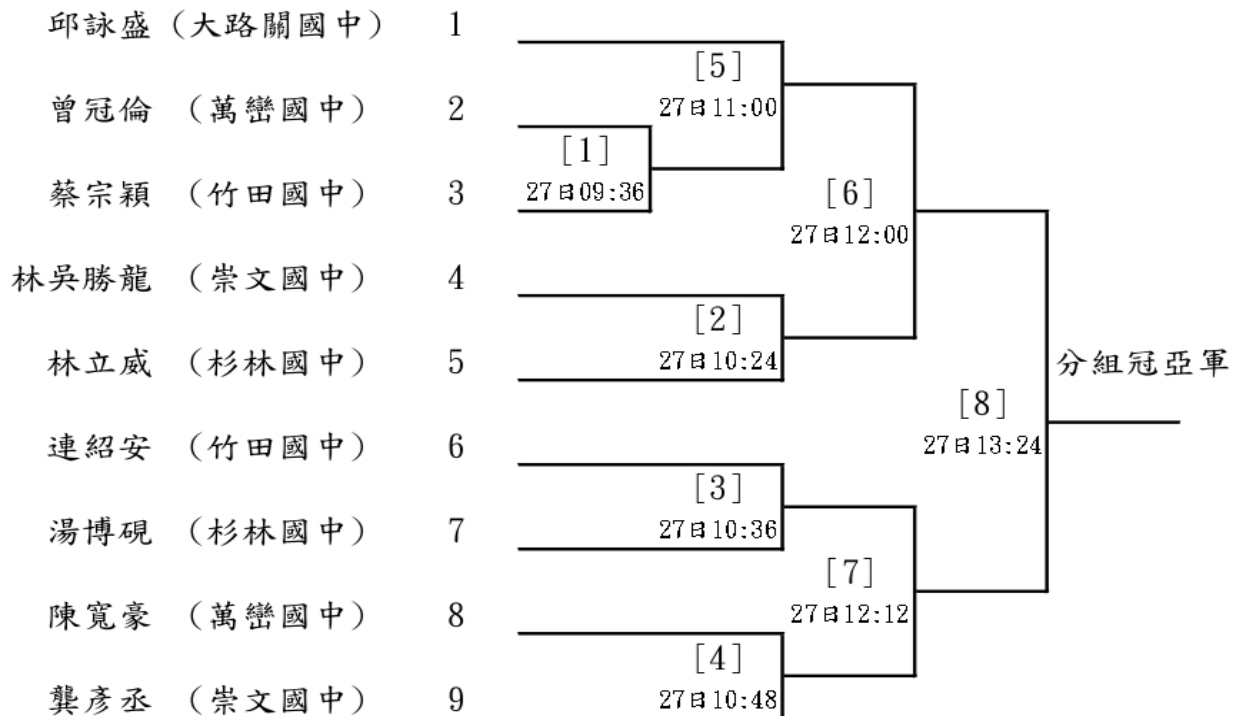 邱詠盛（大路關國中） 1
[5]
曾冠倫 （萬巒國中） 2
27日11:00
[1]
蔡宗穎 （竹田國中） 3
27日09:36
[6]
27日12:00
林吳勝龍 （崇文國中） 4
[2]
林立威 （杉林國中） 5
27日10:24
分組冠亞軍
[8]
連紹安 （竹田國中） 6
27日13:24
[3]
湯博硯 （杉林國中） 7
27日10:36
[7]
陳寬豪 （萬巒國中） 8
27日12:12
[4]
龔彥丞 （崇文國中） 9
27日10:48